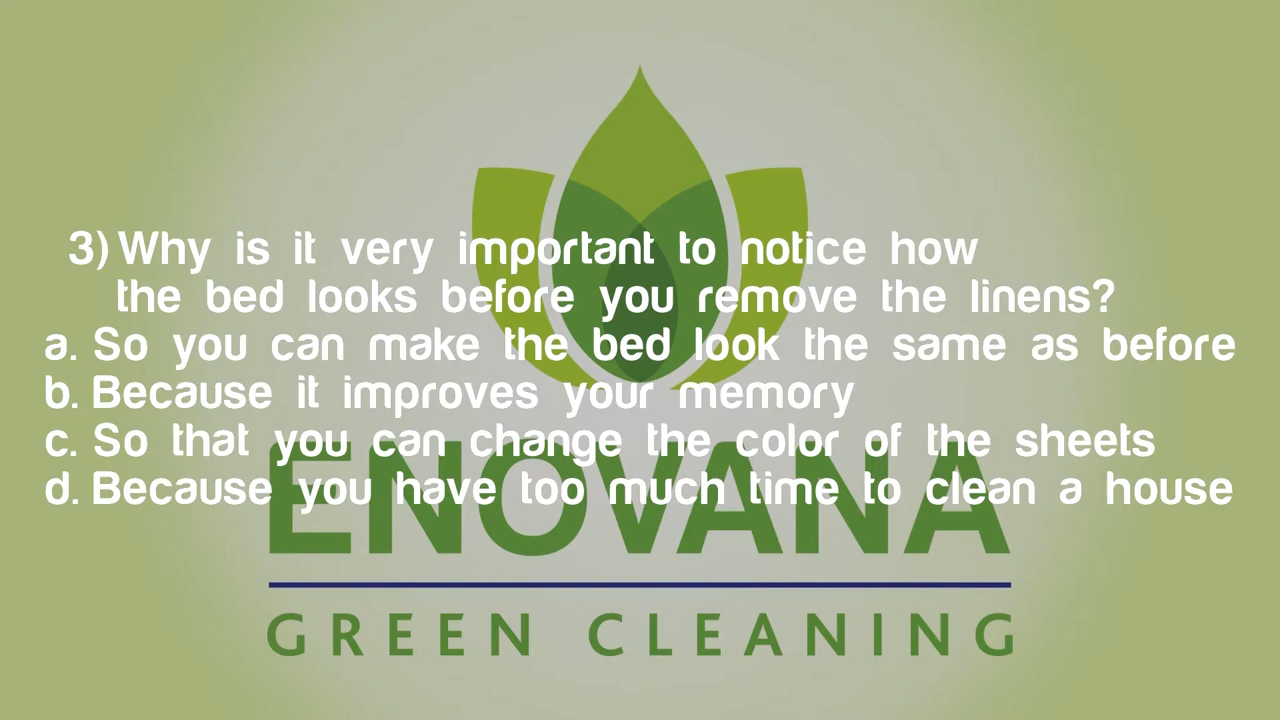 3) Why is it very important to notice how
the bed looks before you remove the linens?
a. So you can make the bed look the same as before
b. Because it improves your memory
c. So that you can change the color of the sheets
d. Because you have too much time to clean a house
ENOVANA
GREEN CLEANING